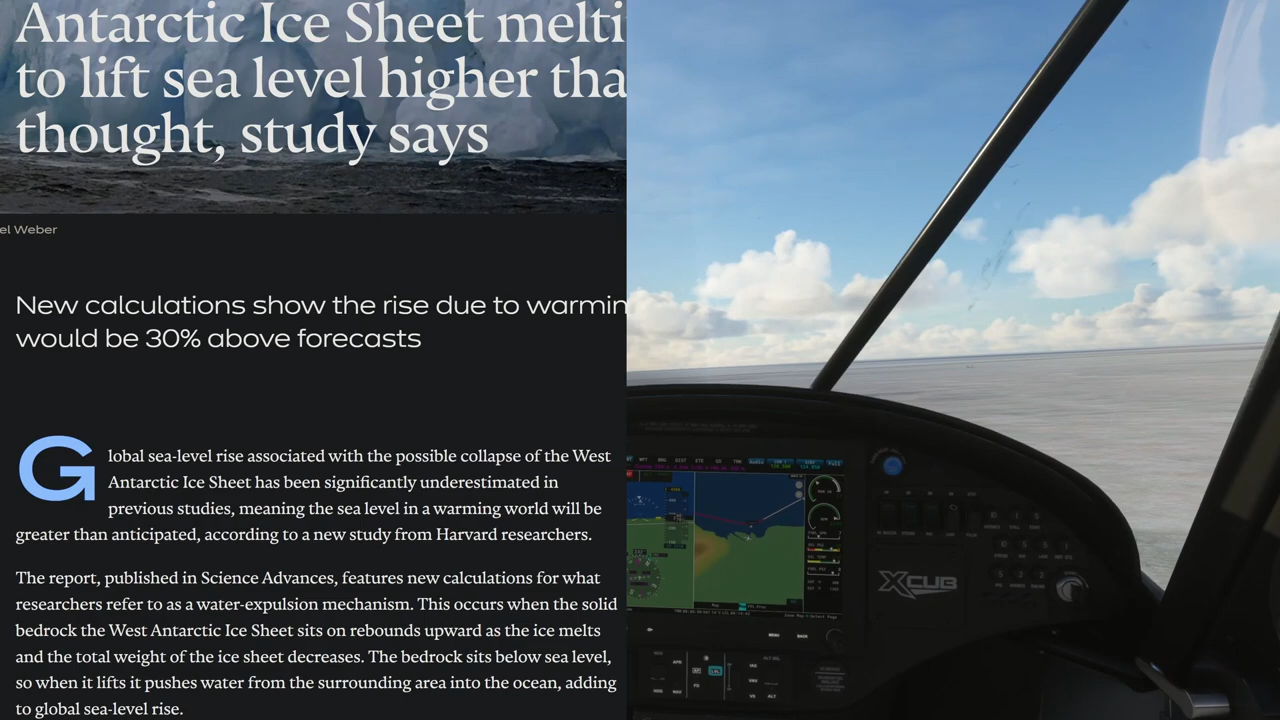 Antarctic Ice Sheet melti
to lift sea level higher tha
thought, study says
el Weber
New calculations show the rise due to warmin
would be 30% above forecasts
Global sea-level rise associated with the possible collapse of the West
Antarctic Ice Sheet has been significantly underestimated in
previous studies, meaning the sea level in a warming world will be
greater than anticipated, according to a new study from Harvard researchers.
The report, published in Science Advances, features new calculations for what
researchers refer to as a water-expulsion mechanism. This occurs when the solid
bedrock the West Antarctic Ice Sheet sits on rebounds upward as the ice melts
and the total weight of the ice sheet decreases. The bedrock sits below sea level,
so when it lifts it pushes water from the surrounding area into the ocean, adding
to global sea-level rise.
XCUB
MENU
BACK